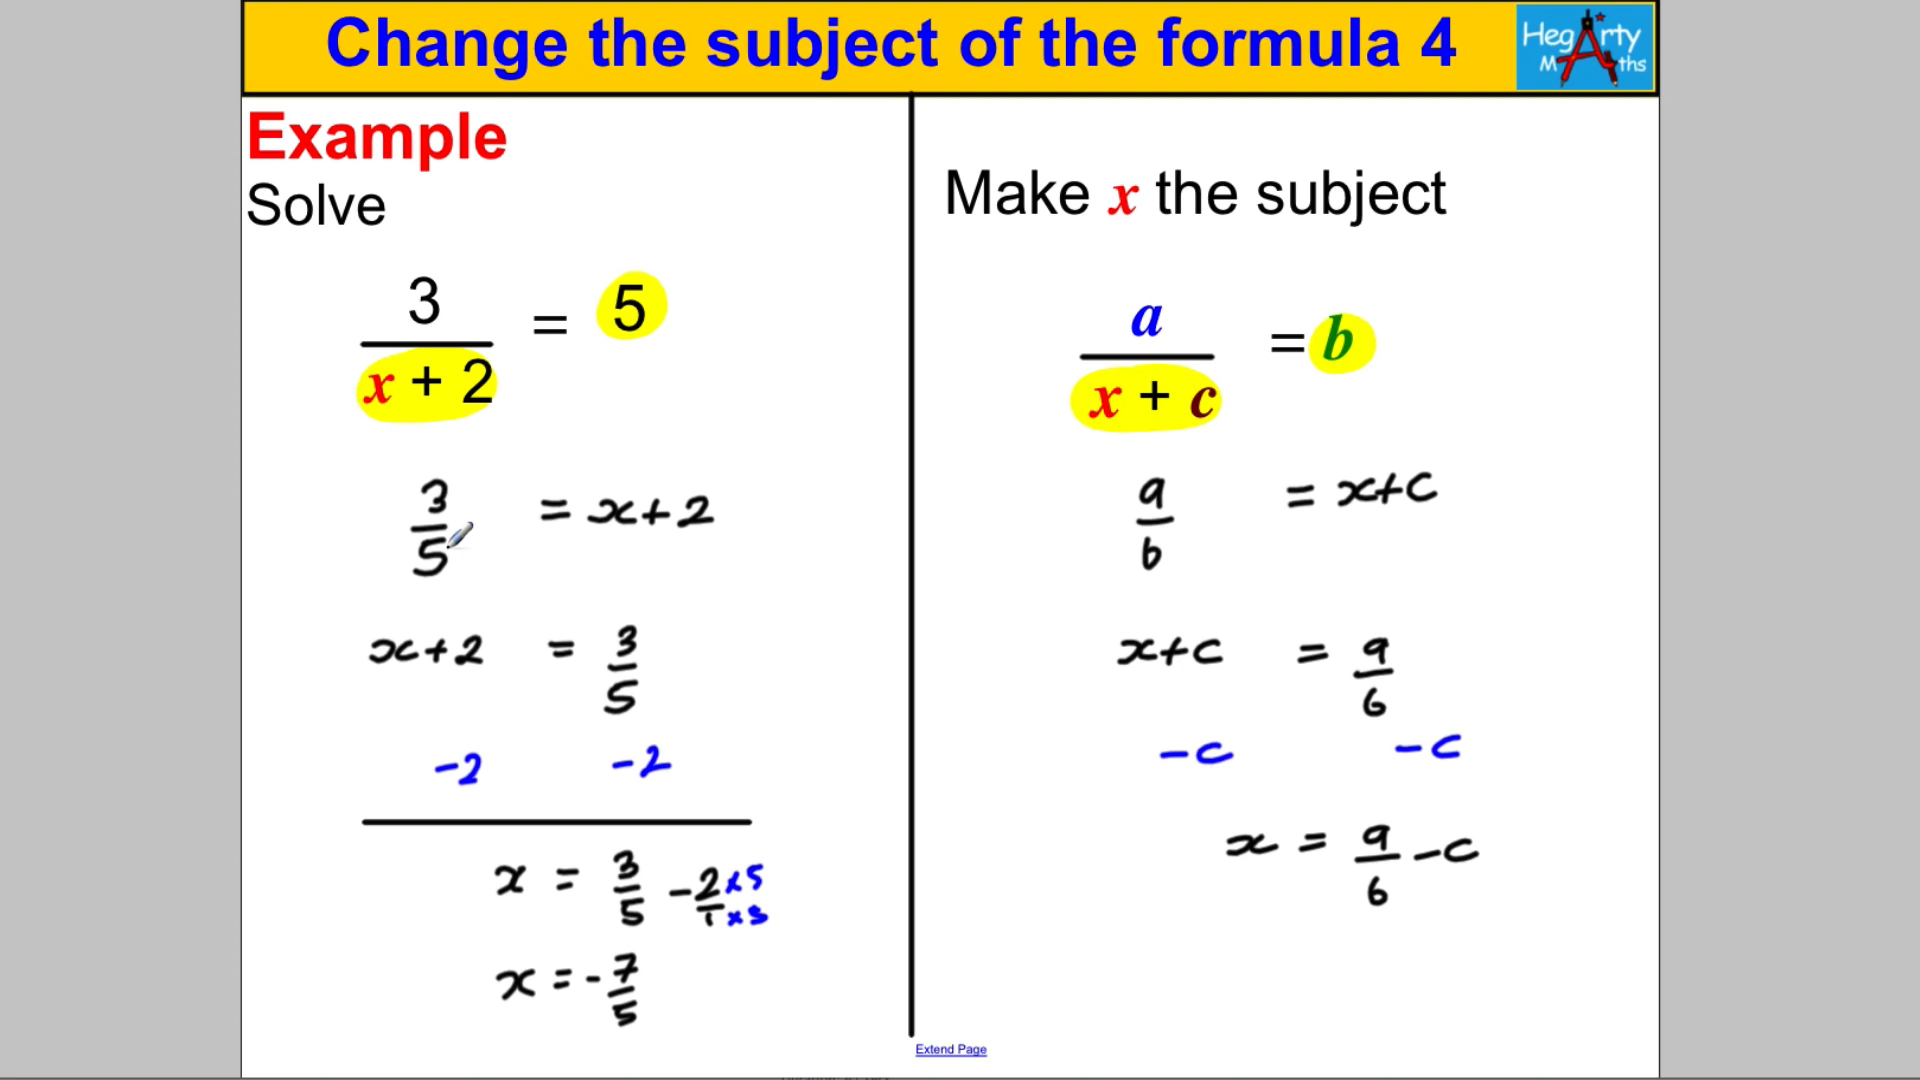 Change the subject of the formula 4
Hegarty
Maths
Example
Solve
3
x + 2
= 5
3
5
= x+2
x+2 = 3
5
-2 -2
x = 3
5
-2 ×5
1
x = -7
5
Make x the subject
a
x + c
= b
a
b
= x+c
x+c = a
b
-c -c
x = a
b
-c
Extend Page